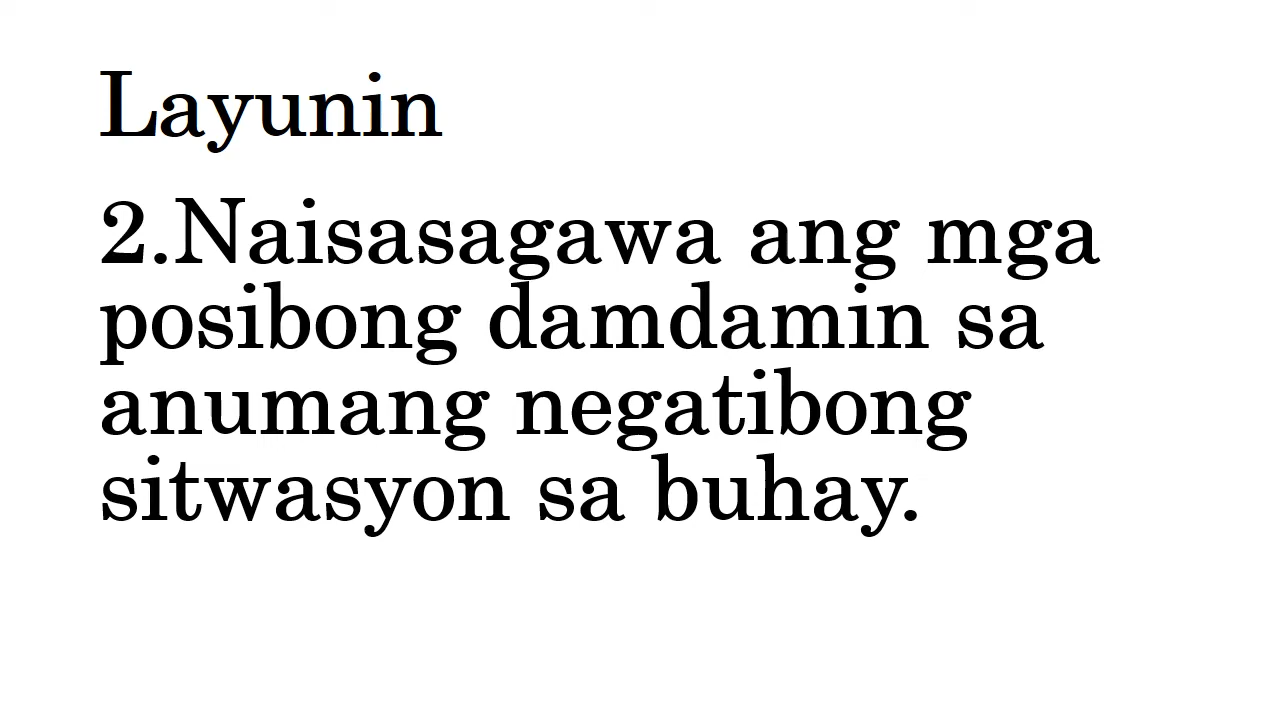 Layunin
2.Naisasagawa ang mga
posibong damdamin sa
anumang negatibong
sitwasyon sa buhay.